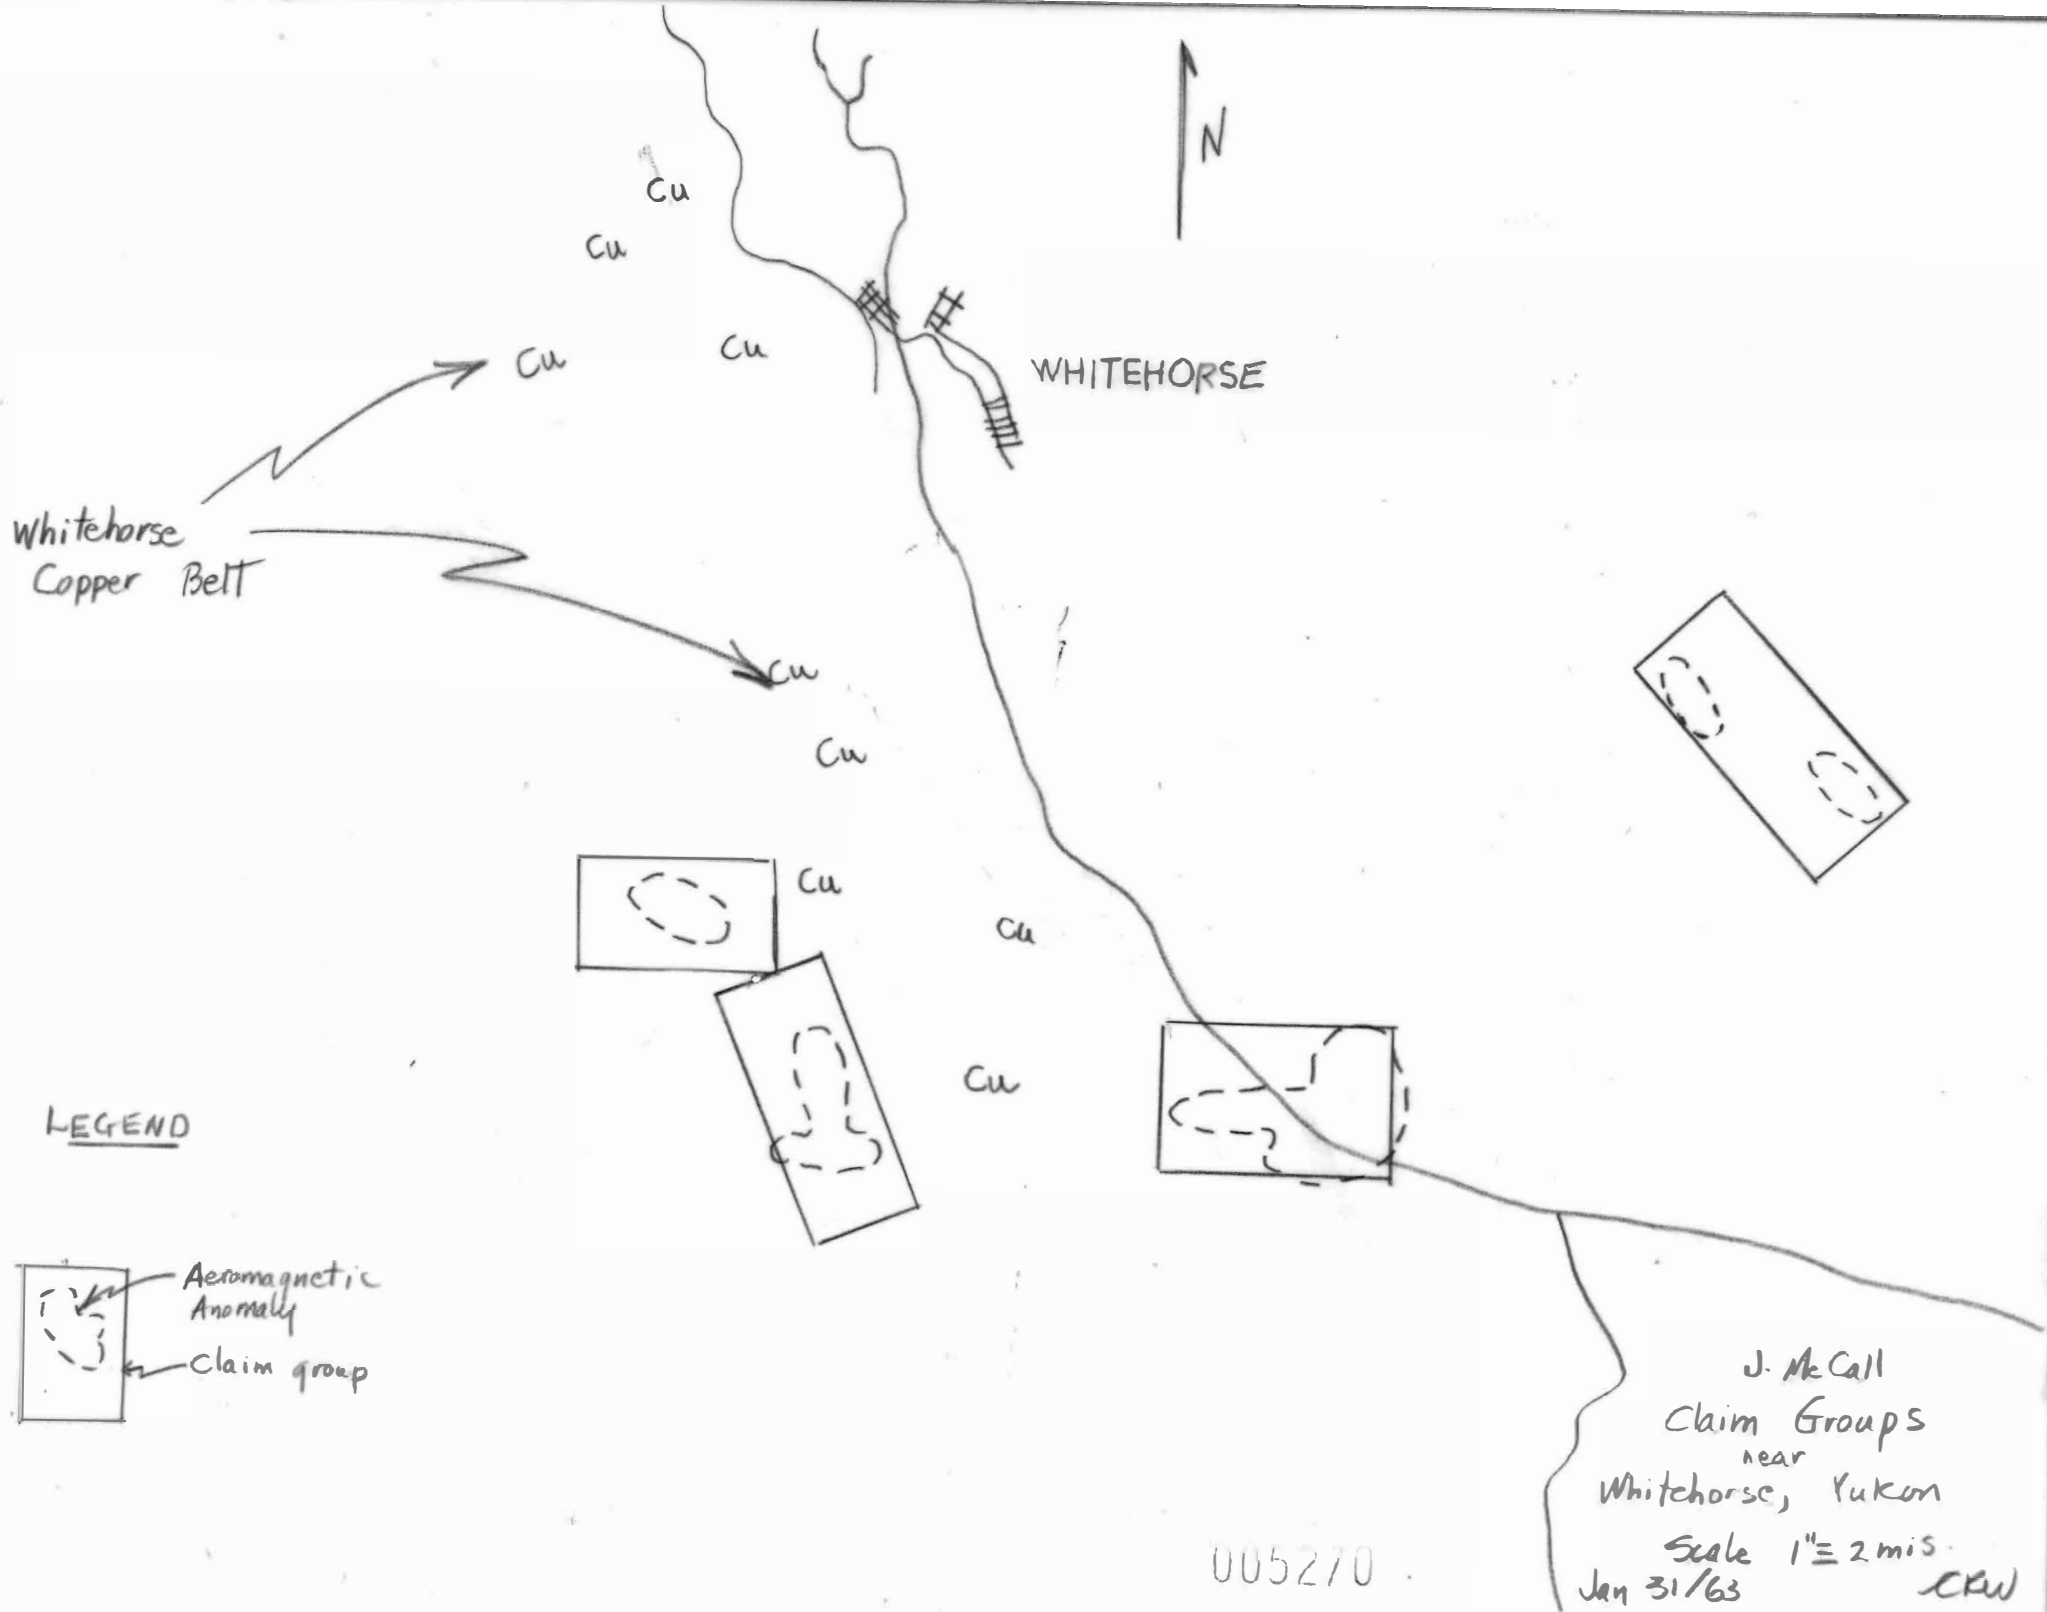 N
Cu
Cu
Cu
Cu
WHITEHORSE
Whitehorse
Copper Belt
Cu
Cu
Cu
Cu
Cu
LEGEND
Aeromagnetic
Anomaly
Claim group
J. McCall
Claim Groups
near
Whitehorse, Yukon
Scale 1" = 2 mis.
Jan 31/63
CKW
005270